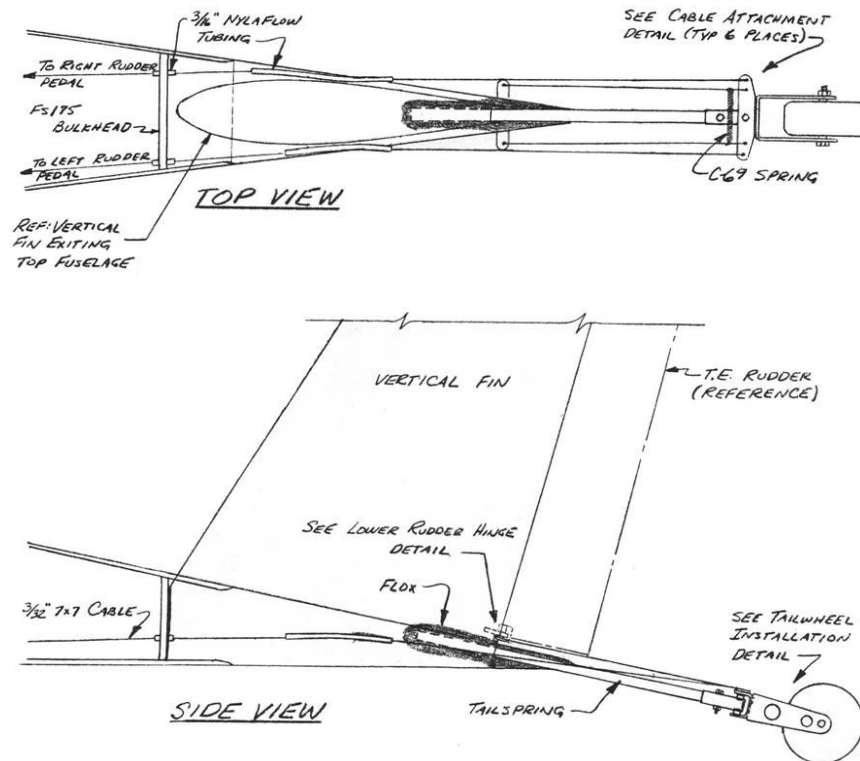 3/16" NYLAFLOW
TUBING
SEE CABLE ATTACHMENT
DETAIL (TYP 6 PLACES)
TO RIGHT RUDDER
PEDAL
FS175
BULKHEAD
TO LEFT RUDDER
PEDAL
TOP VIEW
C-69 SPRING
REF: VERTICAL
FIN EXITING
TOP FUSELAGE
VERTICAL FIN
T.E. RUDDER
(REFERENCE)
SEE LOWER RUDDER HINGE
DETAIL
FLOX
3/32" 7x7 CABLE
SEE TAILWHEEL
INSTALLATION
DETAIL
TAILSPRING
SIDE VIEW